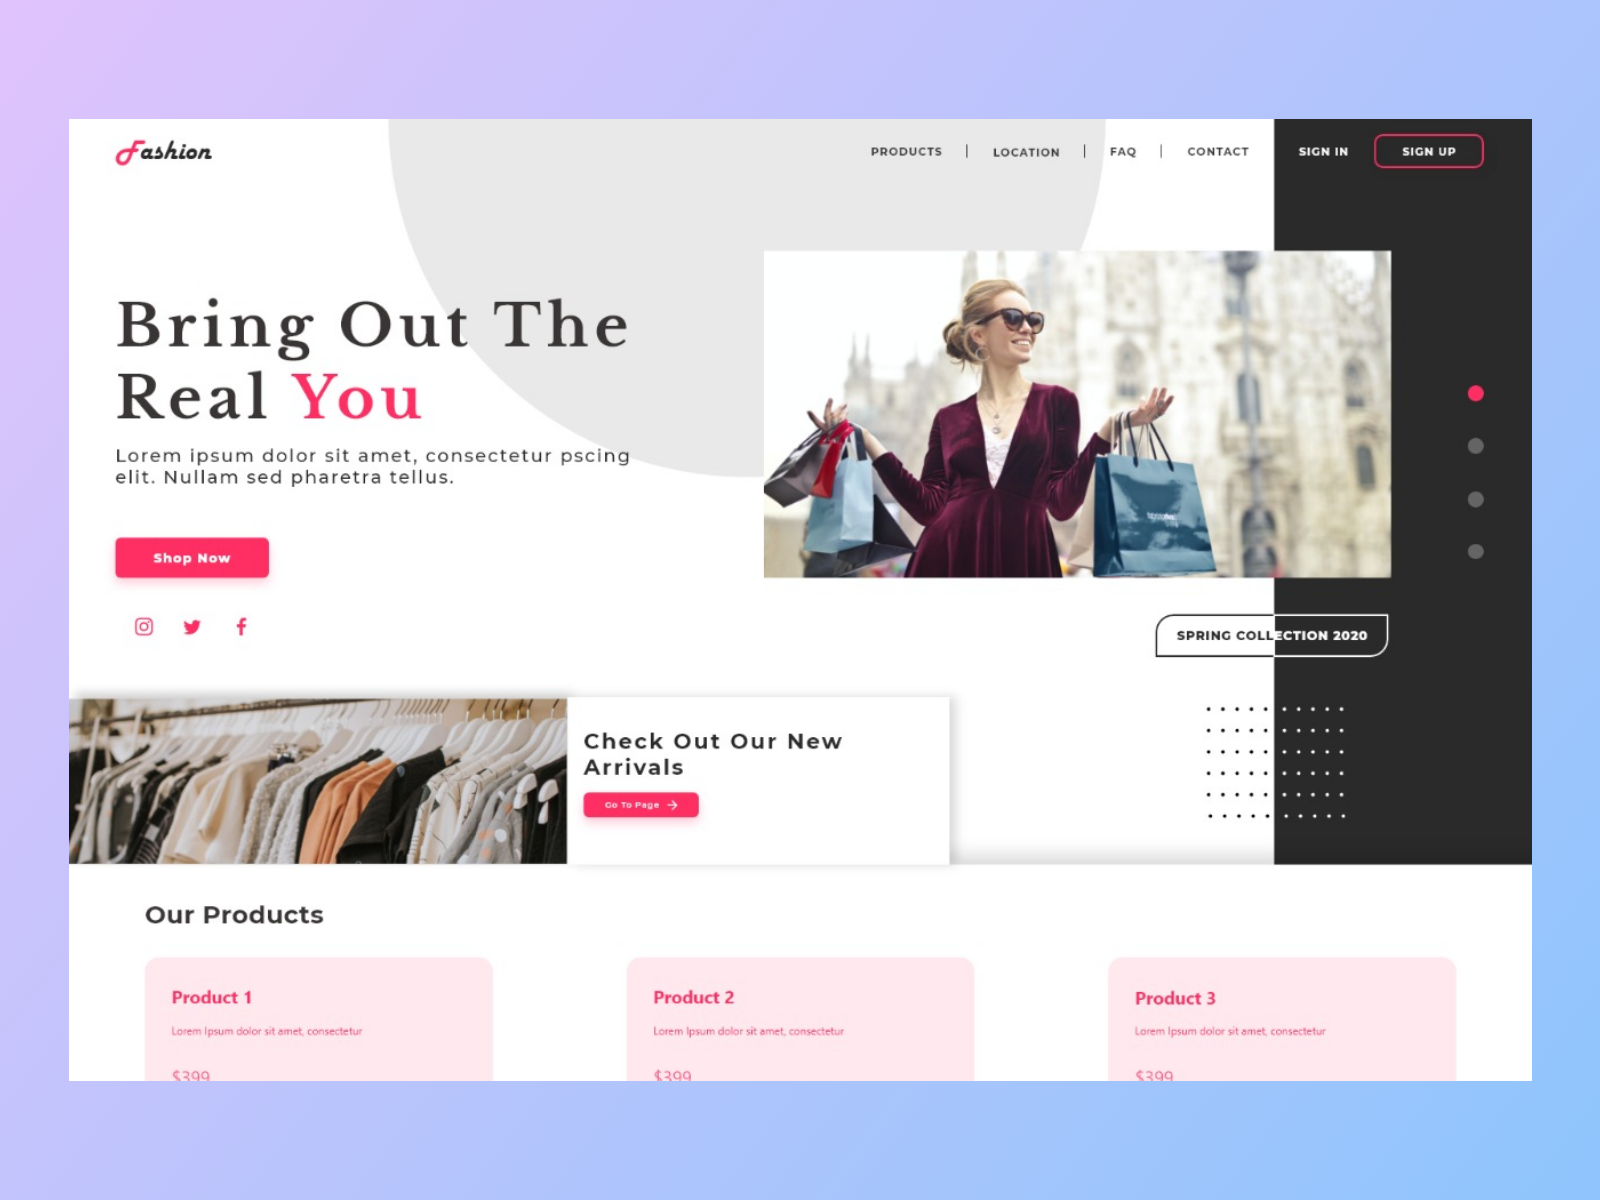 Fashion
PRODUCTS | LOCATION | FAQ | CONTACT SIGN IN SIGN UP
Bring Out The
Real You
Lorem ipsum dolor sit amet, consectetur pscing
elit. Nullam sed pharetra tellus.
Shop Now
SPRING COLLECTION 2020
Check Out Our New
Arrivals
Go To Page
Our Products
Product 1
Lorem Ipsum dolor sit amet, consectetur
$399
Product 2
Lorem Ipsum dolor sit amet, consectetur
$399
Product 3
Lorem Ipsum dolor sit amet, consectetur
$399